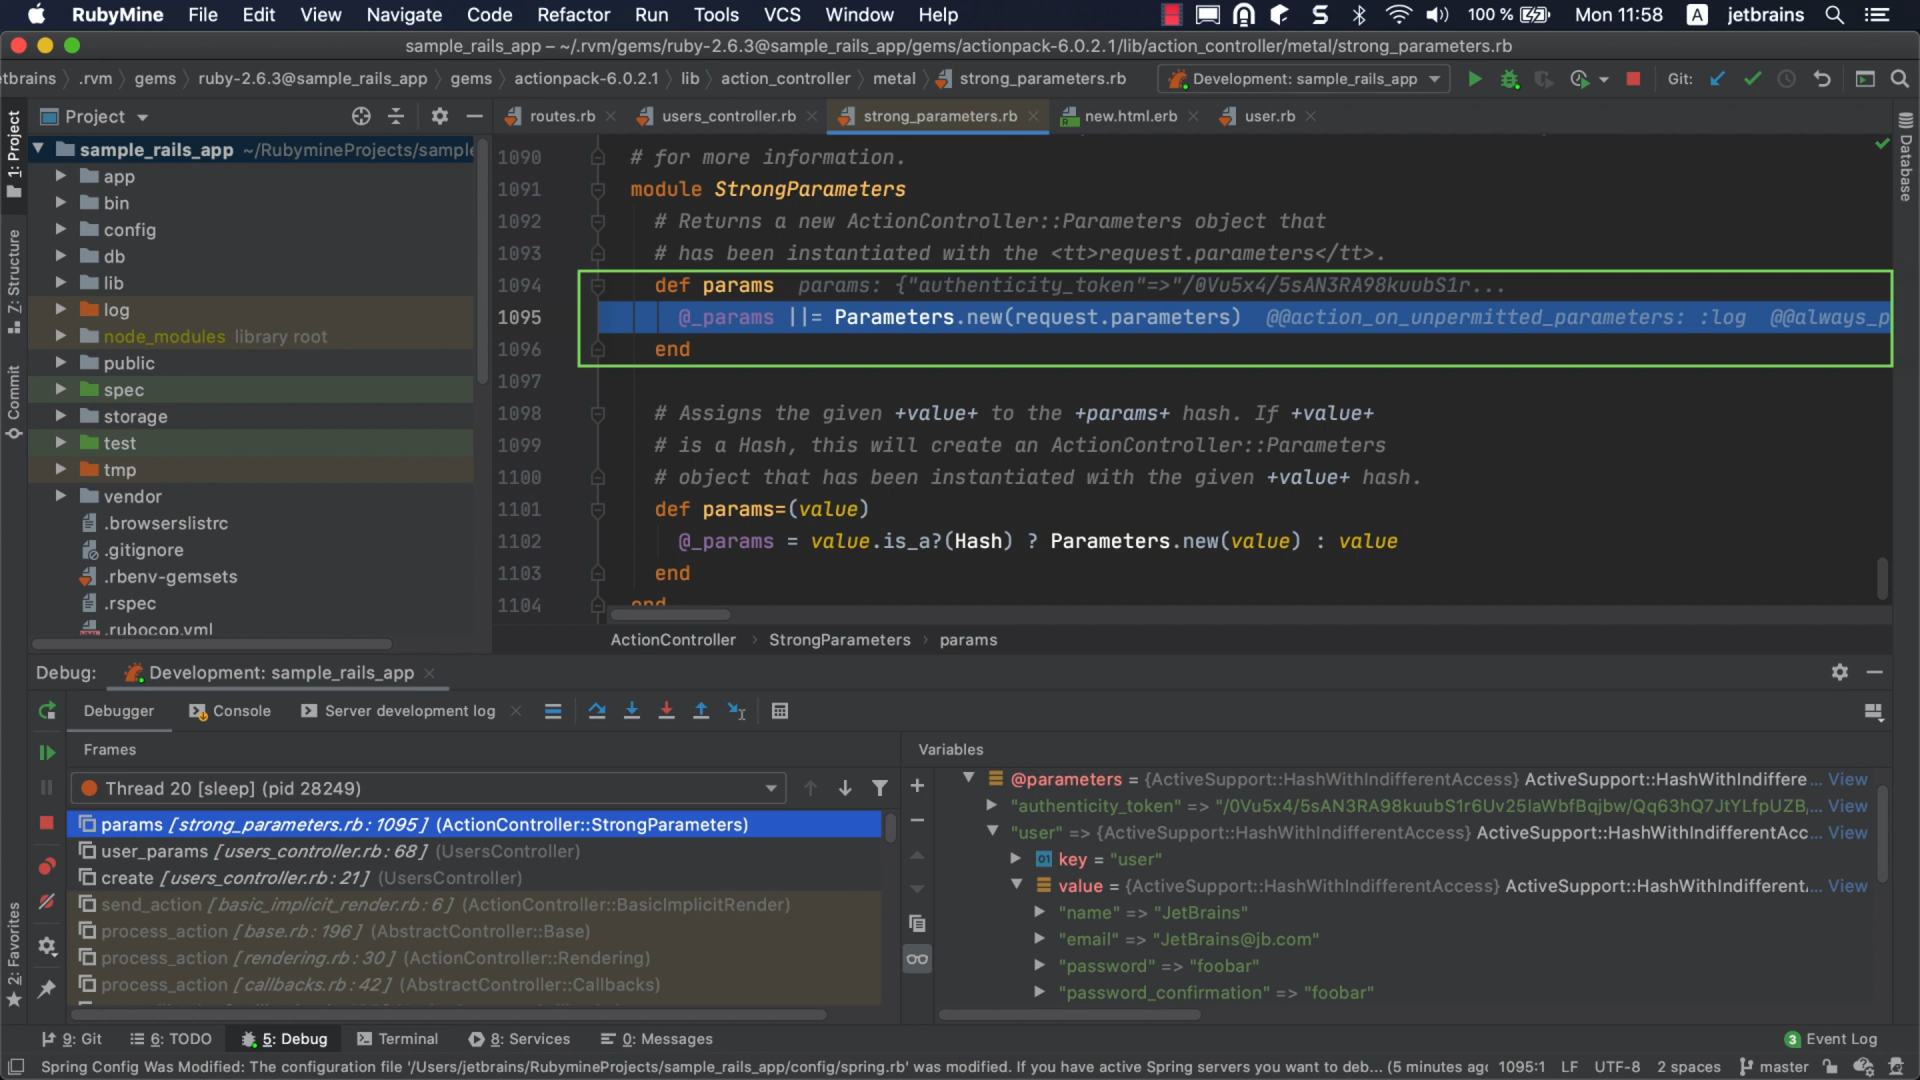 RubyMine File Edit View Navigate Code Refactor Run Tools VCS Window Help 100 % Mon 11:58 A jetbrains
sample_rails_app – ~/.rvm/gems/ruby-2.6.3@sample_rails_app/gems/actionpack-6.0.2.1/lib/action_controller/metal/strong_parameters.rb
tbrains .rvm gems ruby-2.6.3@sample_rails_app gems actionpack-6.0.2.1 lib action_controller metal strong_parameters.rb Development: sample_rails_app Git:
Project routes.rb users_controller.rb strong_parameters.rb new.html.erb user.rb
1: Project
Z: Structure
Commit
2: Favorites
Database
sample_rails_app ~/RubymineProjects/sample
app
bin
config
db
lib
log
node_modules library root
public
spec
storage
test
tmp
vendor
.browserslistrc
.gitignore
.rbenv-gemsets
.rspec
.rubocop.yml
1090 # for more information.
1091 module StrongParameters
1092 # Returns a new ActionController::Parameters object that
1093 # has been instantiated with the <tt>request.parameters</tt>.
1094 def params params: {"authenticity_token"=>"/0Vu5x4/5sAN3RA98kuubS1r...
1095 @_params ||= Parameters.new(request.parameters) @@action_on_unpermitted_parameters: :log @@always_p
1096 end
1097
1098 # Assigns the given +value+ to the +params+ hash. If +value+
1099 # is a Hash, this will create an ActionController::Parameters
1100 # object that has been instantiated with the given +value+ hash.
1101 def params=(value)
1102 @_params = value.is_a?(Hash) ? Parameters.new(value) : value
1103 end
1104 end
ActionController StrongParameters params
Debug: Development: sample_rails_app
Debugger Console Server development log
Frames
Thread 20 [sleep] (pid 28249)
params [strong_parameters.rb:1095] (ActionController::StrongParameters)
user_params [users_controller.rb:68] (UsersController)
create [users_controller.rb:21] (UsersController)
send_action [basic_implicit_render.rb:6] (ActionController::BasicImplicitRender)
process_action [base.rb:196] (AbstractController::Base)
process_action [rendering.rb:30] (ActionController::Rendering)
process_action [callbacks.rb:42] (AbstractController::Callbacks)
Variables
@parameters = {ActiveSupport::HashWithIndifferentAccess} ActiveSupport::HashWithIndiffere... View
"authenticity_token" => "/0Vu5x4/5sAN3RA98kuubS1r6Uv25IaWbfBqjbw/Qq63hQ7JtYLfpUZB... View
"user" => {ActiveSupport::HashWithIndifferentAccess} ActiveSupport::HashWithIndifferentAcc... View
01 key = "user"
value = {ActiveSupport::HashWithIndifferentAccess} ActiveSupport::HashWithIndifferent... View
"name" => "JetBrains"
"email" => "JetBrains@jb.com"
"password" => "foobar"
"password_confirmation" => "foobar"
9: Git 6: TODO 5: Debug Terminal 8: Services 0: Messages 3 Event Log
Spring Config Was Modified: The configuration file '/Users/jetbrains/RubymineProjects/sample_rails_app/config/spring.rb' was modified. If you have active Spring servers you want to deb... (5 minutes ago 1095:1 LF UTF-8 2 spaces master